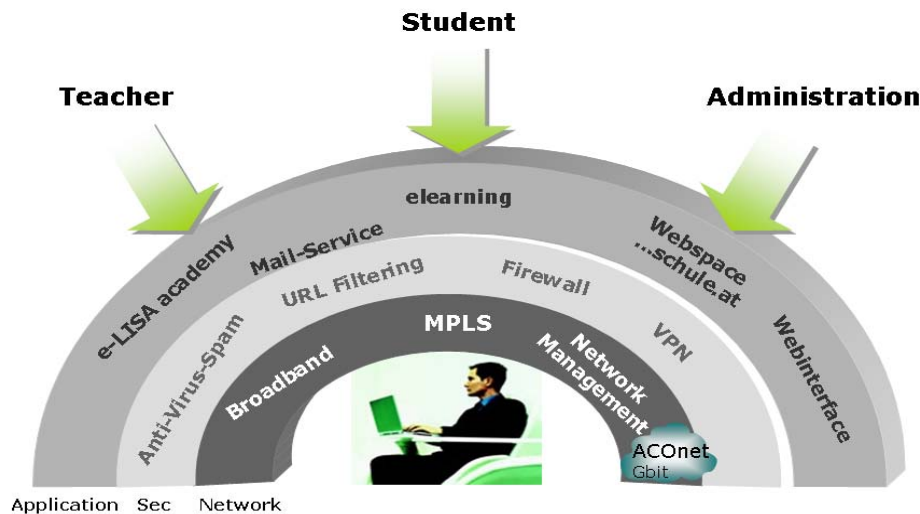 Student
Teacher
Administration
elearning
Mail-Service
e-LISA academy
Webspace
...schule.at
Webinterface
URL Filtering
Firewall
Anti-Virus-Spam
VPN
MPLS
Broadband
Network
Management
ACOnet
Gbit
Application Sec Network